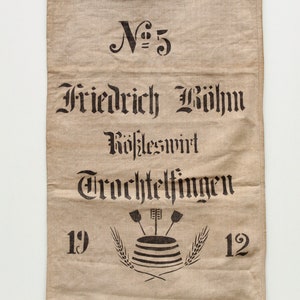 No 5
Friedrich Böhm
Rößleswirt
Trochtelfingen
19 12